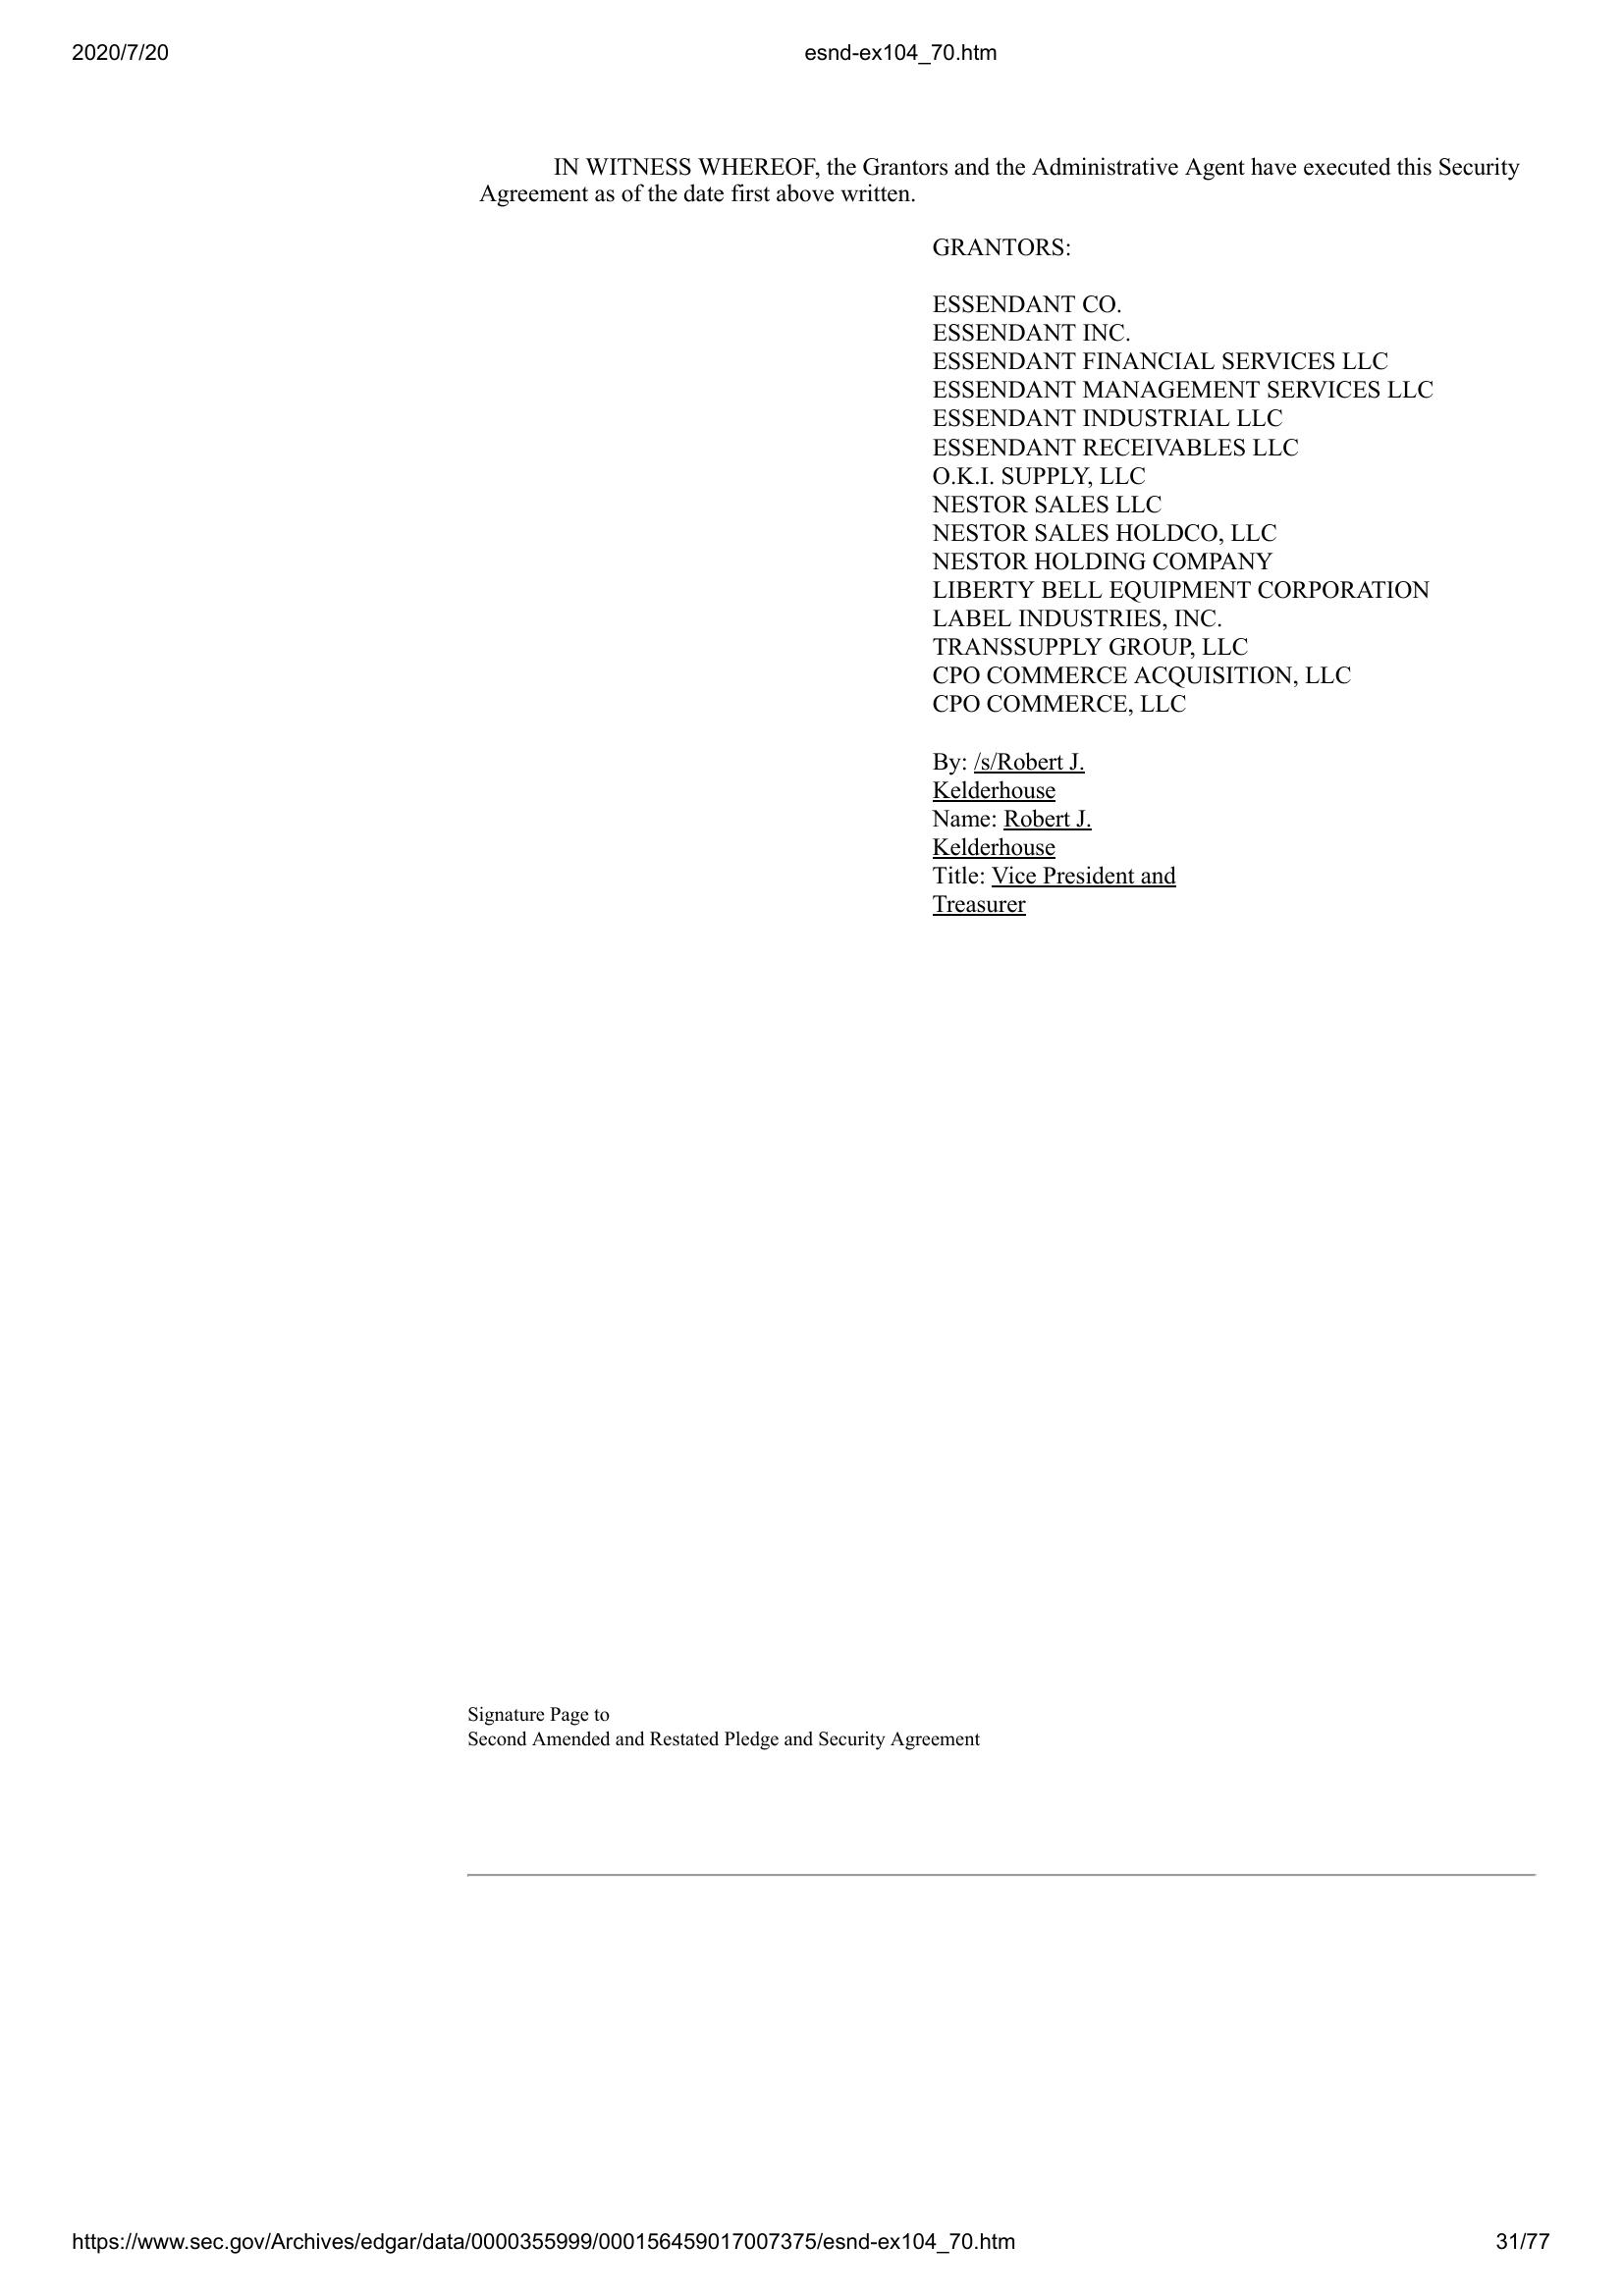 2020/7/20 esnd-ex104_70.htm
IN WITNESS WHEREOF, the Grantors and the Administrative Agent have executed this Security
Agreement as of the date first above written.
GRANTORS:
ESSENDANT CO.
ESSENDANT INC.
ESSENDANT FINANCIAL SERVICES LLC
ESSENDANT MANAGEMENT SERVICES LLC
ESSENDANT INDUSTRIAL LLC
ESSENDANT RECEIVABLES LLC
O.K.I. SUPPLY, LLC
NESTOR SALES LLC
NESTOR SALES HOLDCO, LLC
NESTOR HOLDING COMPANY
LIBERTY BELL EQUIPMENT CORPORATION
LABEL INDUSTRIES, INC.
TRANSSUPPLY GROUP, LLC
CPO COMMERCE ACQUISITION, LLC
CPO COMMERCE, LLC
By: /s/Robert J.
Kelderhouse
Name: Robert J.
Kelderhouse
Title: Vice President and
Treasurer
Signature Page to
Second Amended and Restated Pledge and Security Agreement
https://www.sec.gov/Archives/edgar/data/0000355999/000156459017007375/esnd-ex104_70.htm 31/77